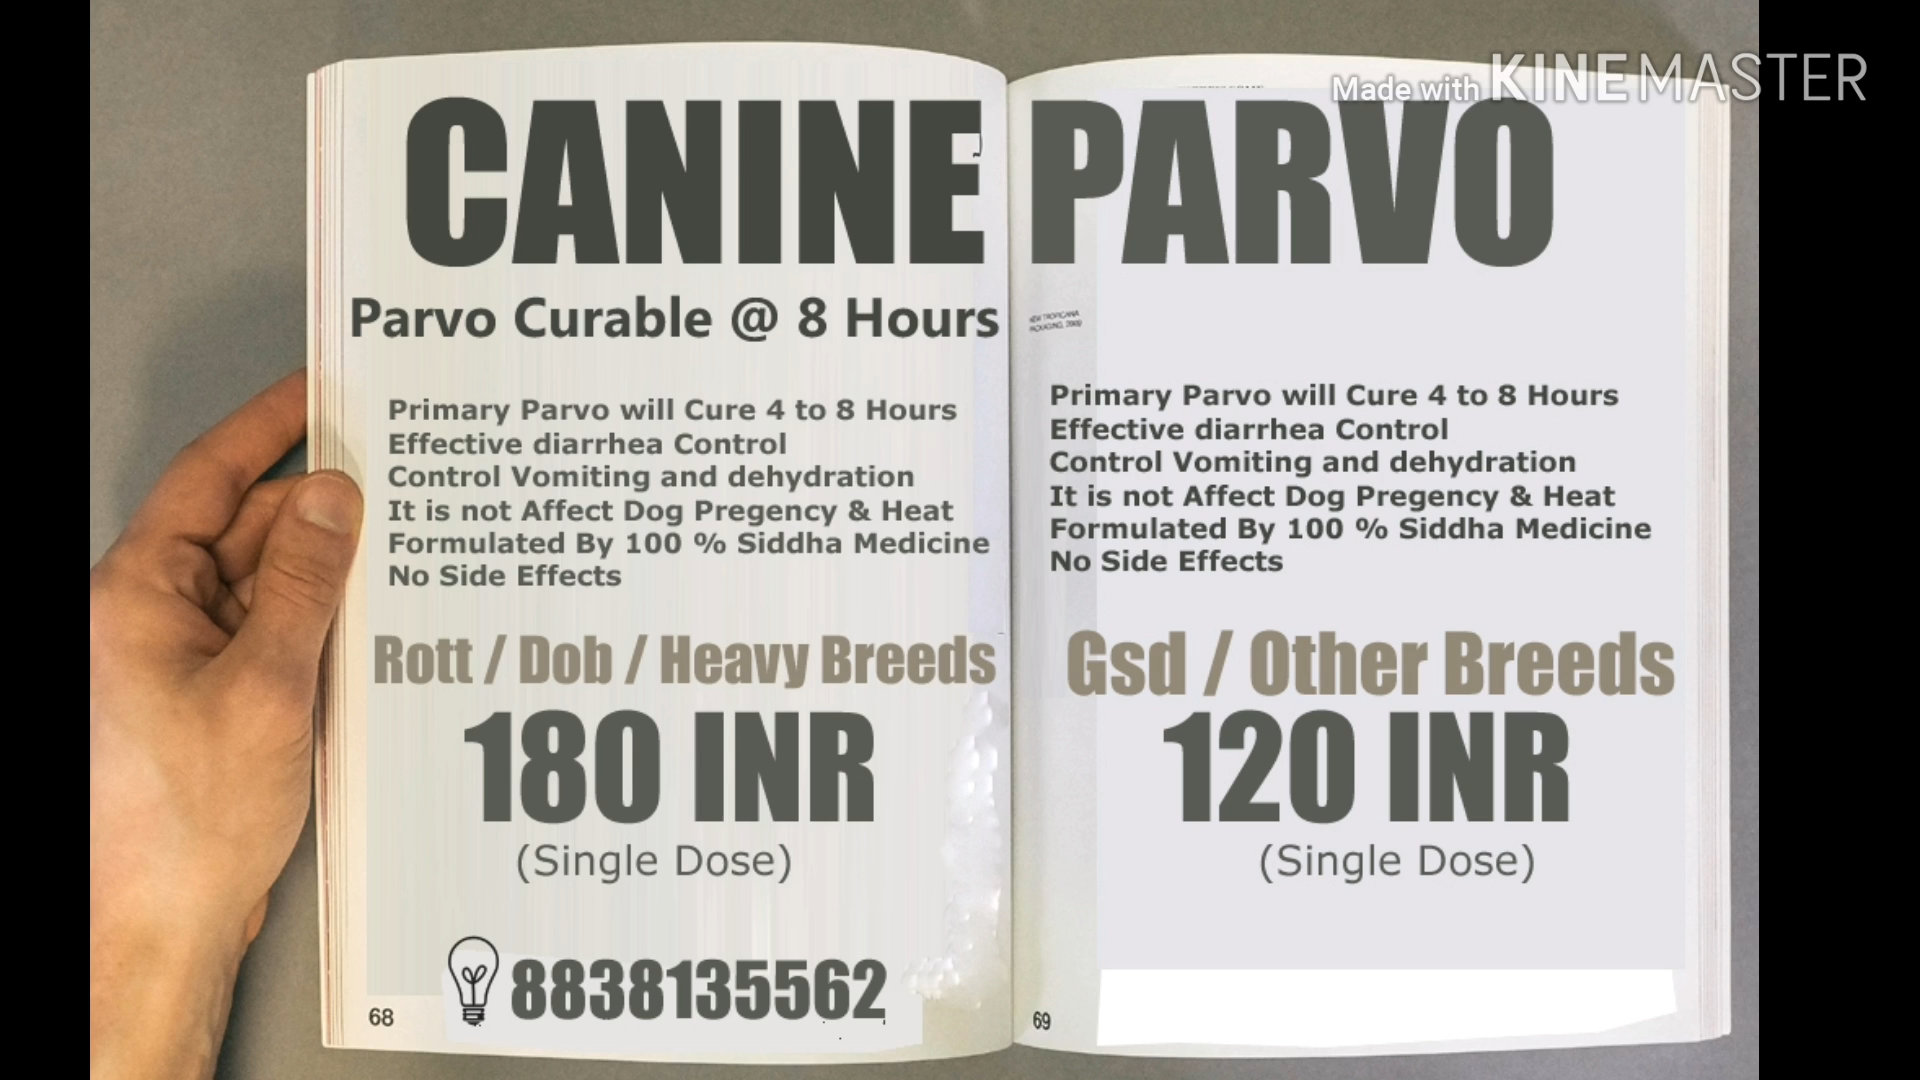 Made with KINEMASTER
CANINE PARVO
Parvo Curable @ 8 Hours
Primary Parvo will Cure 4 to 8 Hours
Effective diarrhea Control
Control Vomiting and dehydration
It is not Affect Dog Pregency & Heat
Formulated By 100 % Siddha Medicine
No Side Effects
Rott / Dob / Heavy Breeds
180 INR
(Single Dose)
8838135562
68
Primary Parvo will Cure 4 to 8 Hours
Effective diarrhea Control
Control Vomiting and dehydration
It is not Affect Dog Pregency & Heat
Formulated By 100 % Siddha Medicine
No Side Effects
Gsd / Other Breeds
120 INR
(Single Dose)
69